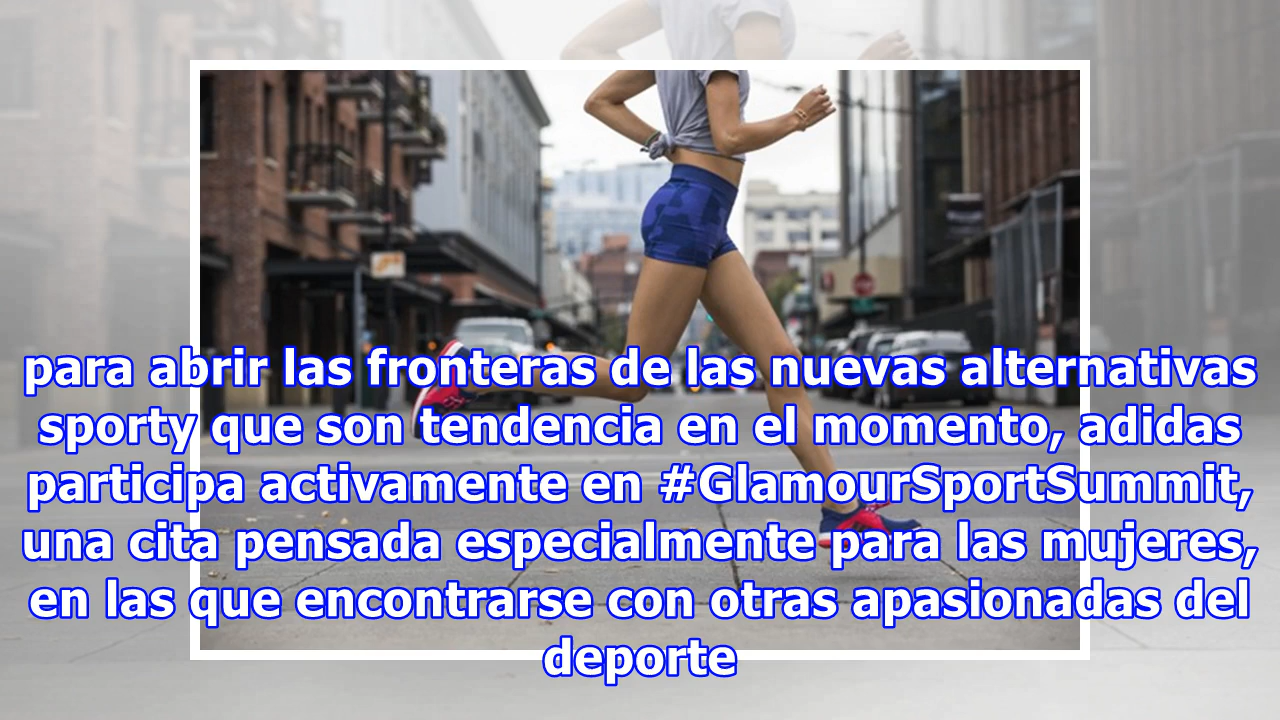 para abrir las fronteras de las nuevas alternativas
sporty que son tendencia en el momento, adidas
participa activamente en #GlamourSportSummit,
una cita pensada especialmente para las mujeres,
en las que encontrarse con otras apasionadas del
deporte